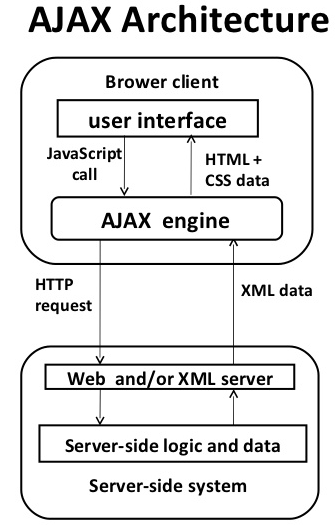 AJAX Architecture
Brower client
user interface
JavaScript
call
HTML +
CSS data
AJAX engine
HTTP
request
XML data
Web and/or XML server
Server-side logic and data
Server-side system